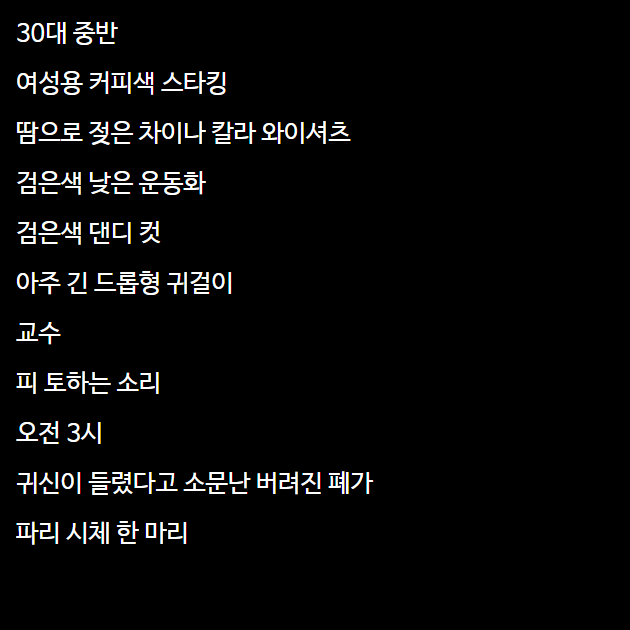 30대 중반
여성용 커피색 스타킹
땀으로 젖은 차이나 칼라 와이셔츠
검은색 낮은 운동화
검은색 댄디 컷
아주 긴 드롭형 귀걸이
교수
피 토하는 소리
오전 3시
귀신이 들렸다고 소문난 버려진 폐가
파리 시체 한 마리